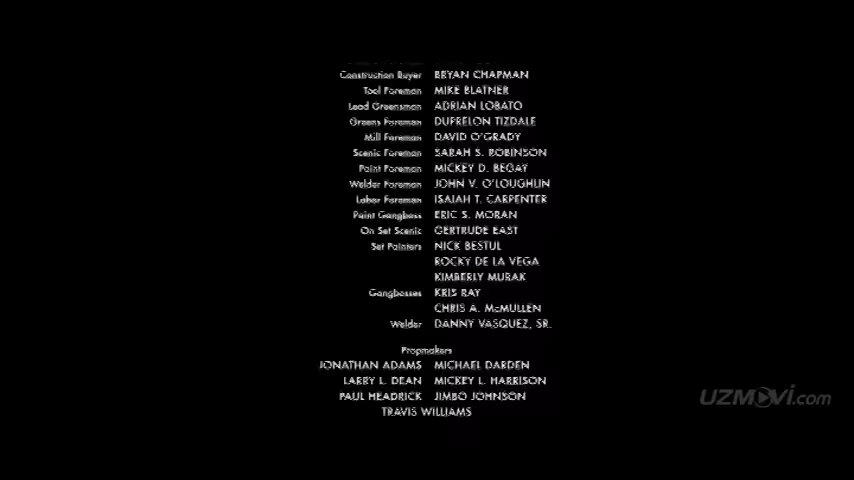 Construction Buyer BRYAN CHAPMAN
Tool Foreman MIKE BLATNER
Lead Greensman ADRIAN LOBATO
Greens Foreman DUFRELON TIZDALE
Mill Foreman DAVID O'GRADY
Scenic Foreman SARAH S. ROBINSON
Paint Foreman MICKEY D. BEGAY
Welder Foreman JOHN V. O'LOUGHLIN
Labor Foreman ISAIAH T. CARPENTER
Paint Gangboss ERIC S. MORAN
On Set Scenic GERTRUDE EAST
Set Painters NICK BESTUL
ROCKY DE LA VEGA
KIMBERLY MURAK
Gangbosses KRIS RAY
CHRIS A. McMULLEN
Welder DANNY VASQUEZ, SR.
Propmakers
JONATHAN ADAMS MICHAEL DARDEN
LARRY L. DEAN MICKEY L. HARRISON
PAUL HEADRICK JIMBO JOHNSON
TRAVIS WILLIAMS
UZMOVi.com